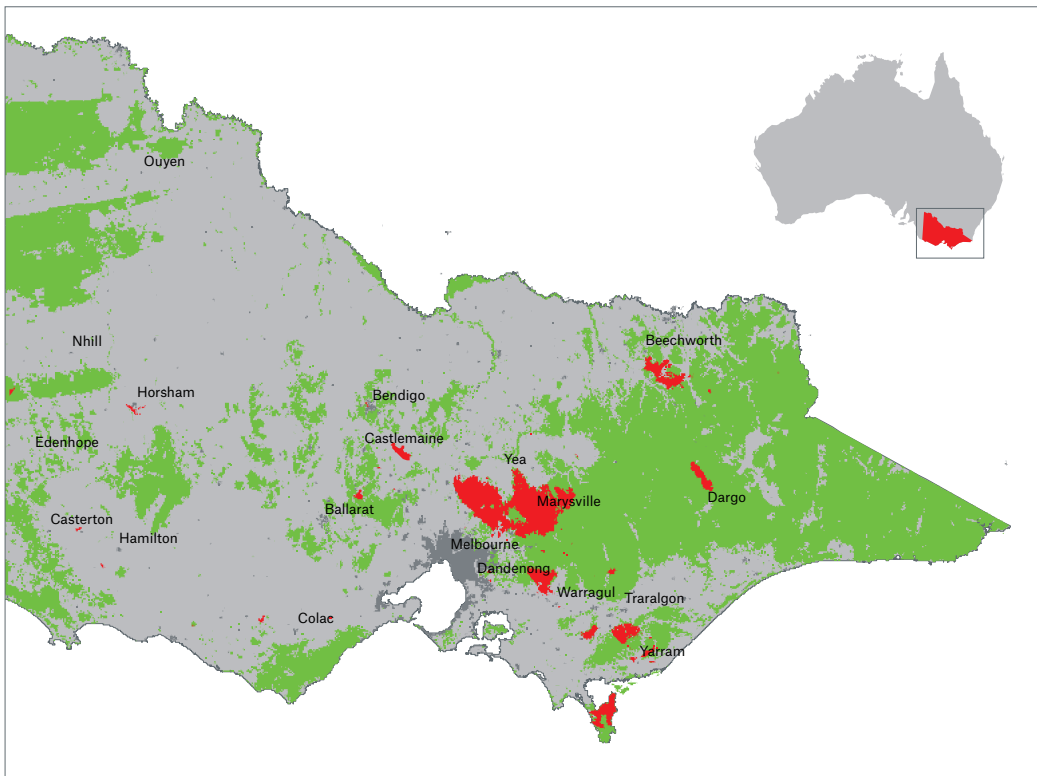 Ouyen
Nhill
Beechworth
Horsham
Bendigo
Edenhope
Castlemaine
Yea
Marysville
Dargo
Ballarat
Casterton
Hamilton
Melbourne
Dandenong
Warragul
Traralgon
Colac
Yarram